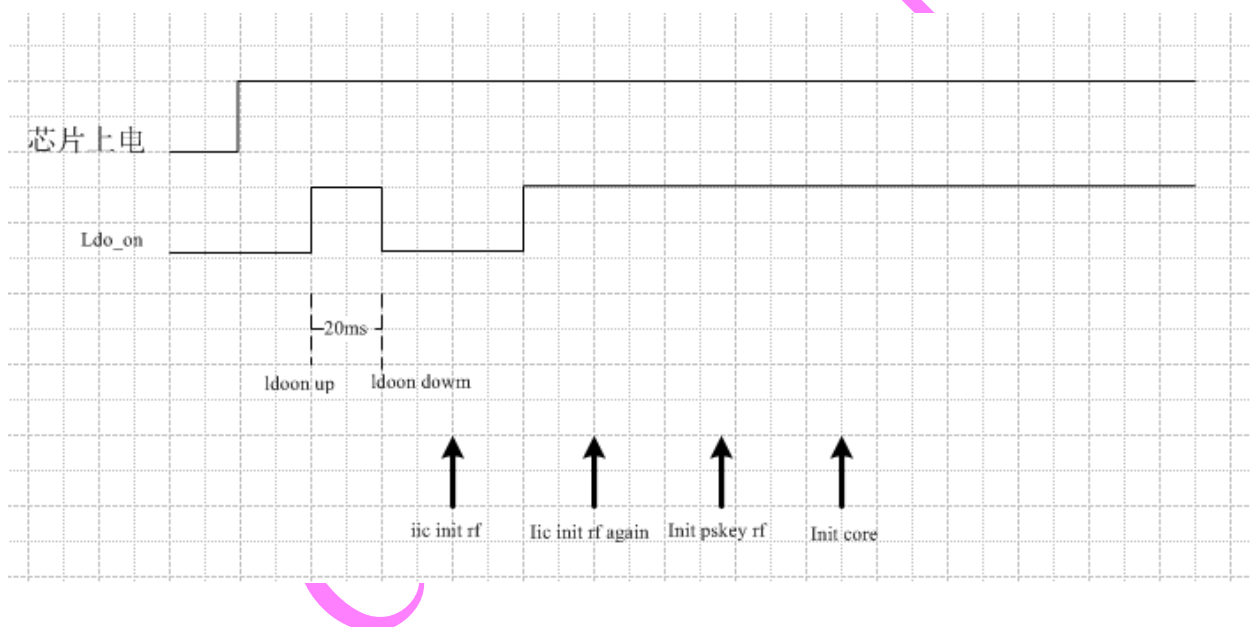 芯片上电
Ldo_on
20ms
ldoon up
ldoon dowm
iic init rf
Iic init rf again
Init pskey rf
Init core